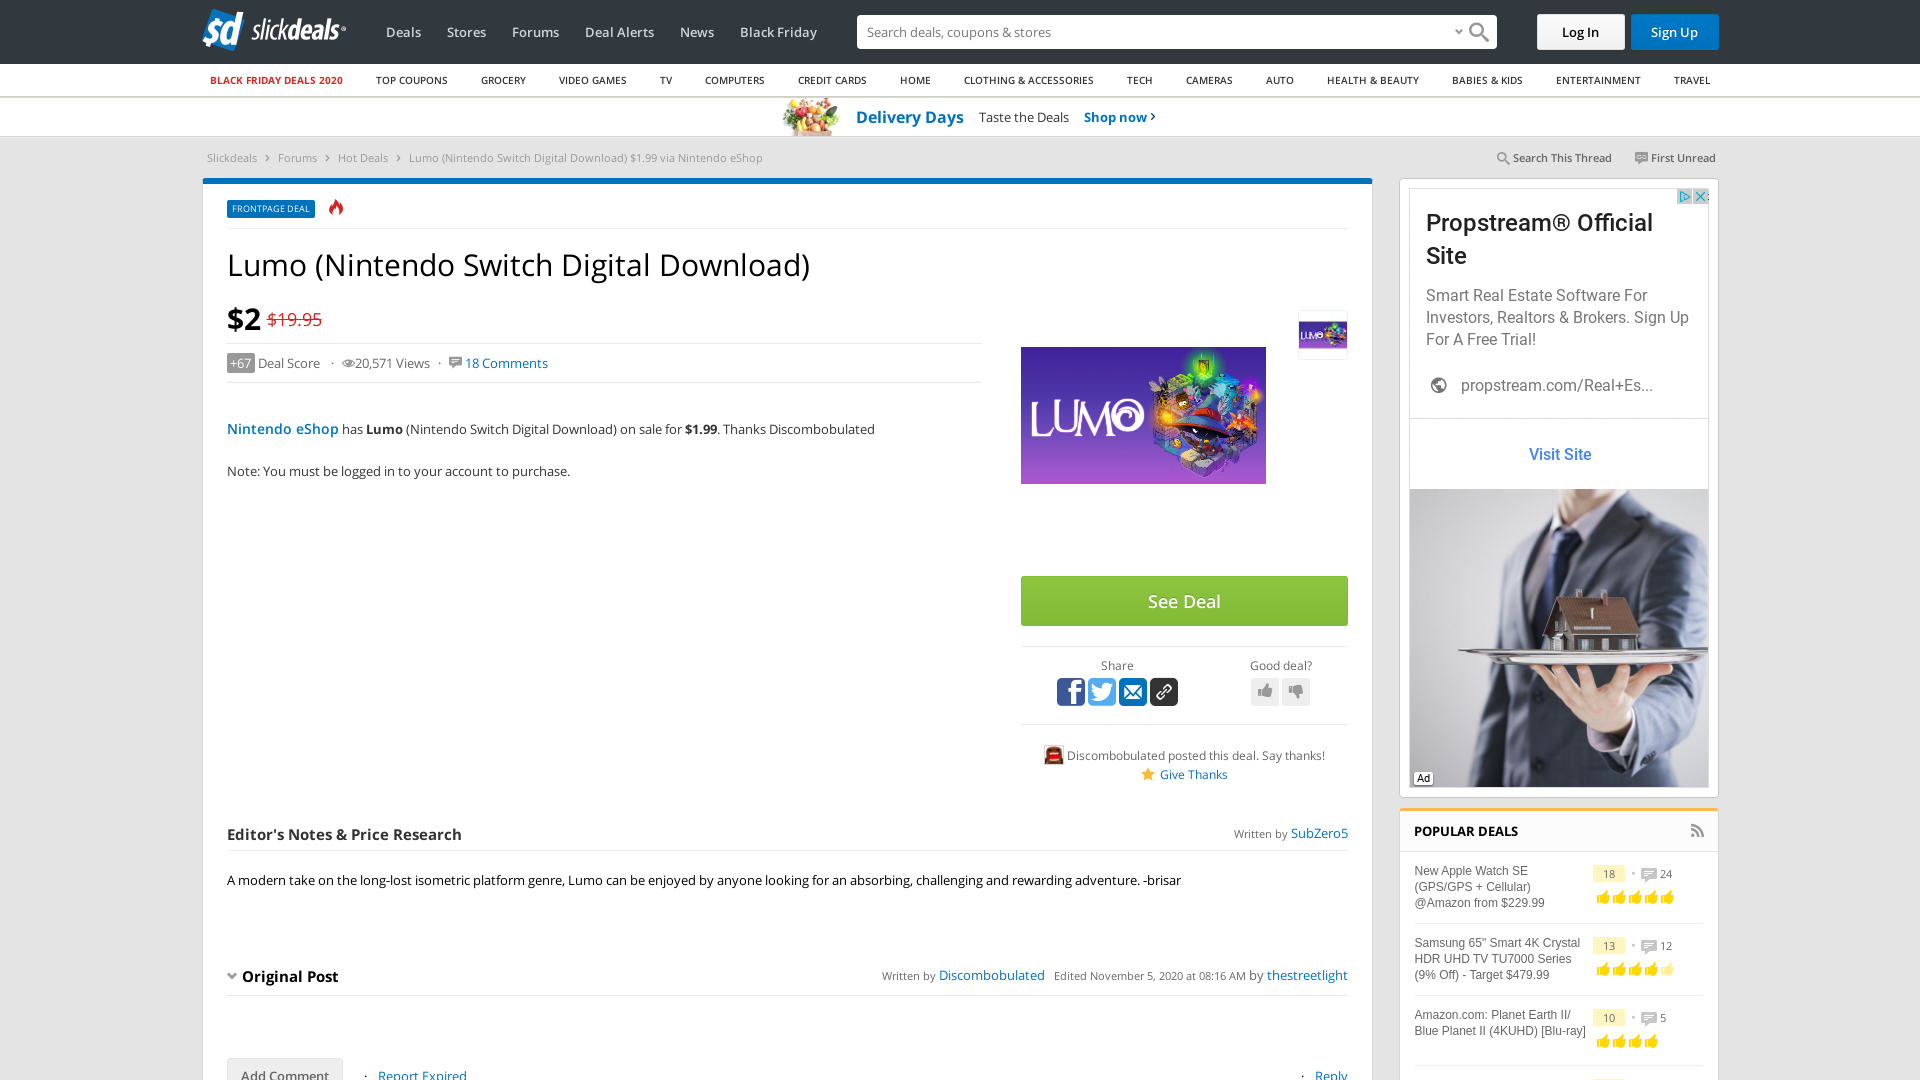 sd slickdeals
Deals Stores Forums Deal Alerts News Black Friday
Search deals, coupons & stores
Log In
Sign Up
BLACK FRIDAY DEALS 2020 TOP COUPONS GROCERY VIDEO GAMES TV COMPUTERS CREDIT CARDS HOME CLOTHING & ACCESSORIES TECH CAMERAS AUTO HEALTH & BEAUTY BABIES & KIDS ENTERTAINMENT TRAVEL
Delivery Days Taste the Deals Shop now
Slickdeals Forums Hot Deals Lumo (Nintendo Switch Digital Download) $1.99 via Nintendo eShop
Search This Thread First Unread
FRONTPAGE DEAL
Lumo (Nintendo Switch Digital Download)
$2 $19.95
+67 Deal Score · 20,571 Views · 18 Comments
Nintendo eShop has Lumo (Nintendo Switch Digital Download) on sale for $1.99. Thanks Discombobulated
Note: You must be logged in to your account to purchase.
LUMO
LUMO
See Deal
Share
Good deal?
Discombobulated posted this deal. Say thanks!
Give Thanks
Editor's Notes & Price Research
Written by SubZero5
A modern take on the long-lost isometric platform genre, Lumo can be enjoyed by anyone looking for an absorbing, challenging and rewarding adventure. -brisar
Original Post
Written by Discombobulated Edited November 5, 2020 at 08:16 AM by thestreetlight
Add Comment · Report Expired
· Reply
Propstream® Official
Site
Smart Real Estate Software For
Investors, Realtors & Brokers. Sign Up
For A Free Trial!
propstream.com/Real+Es...
Visit Site
Ad
POPULAR DEALS
New Apple Watch SE
(GPS/GPS + Cellular)
@Amazon from $229.99
18 • 24
Samsung 65" Smart 4K Crystal
HDR UHD TV TU7000 Series
(9% Off) - Target $479.99
13 • 12
Amazon.com: Planet Earth II/
Blue Planet II (4KUHD) [Blu-ray]
10 • 5